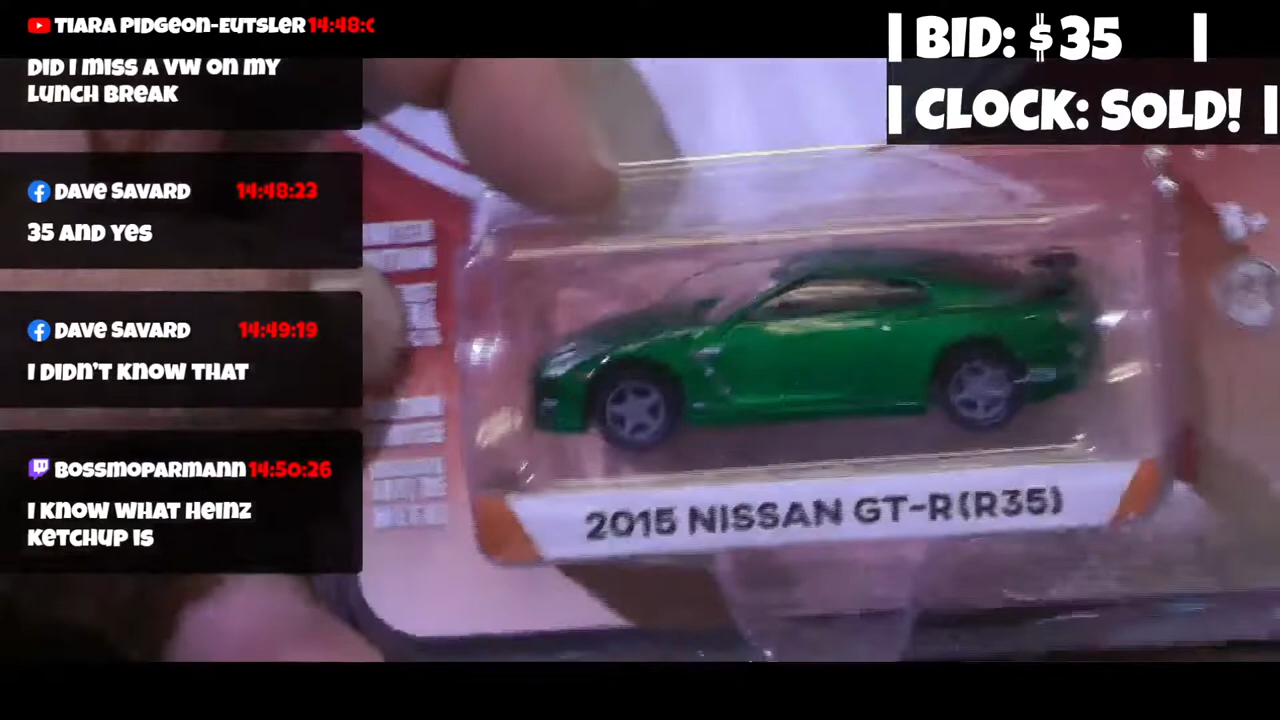 TIARA PIDGEON-EUTSLER 14:48:
DID I MISS A VW ON MY
LUNCH BREAK
DAVE SAVARD 14:48:23
35 AND YES
DAVE SAVARD 14:49:19
I DIDN'T KNOW THAT
BOSSMOPARMANN 14:50:26
I KNOW WHAT HEINZ
KETCHUP IS
| BID: $35 |
| CLOCK: SOLD! |
2015 NISSAN GT-R(R35)